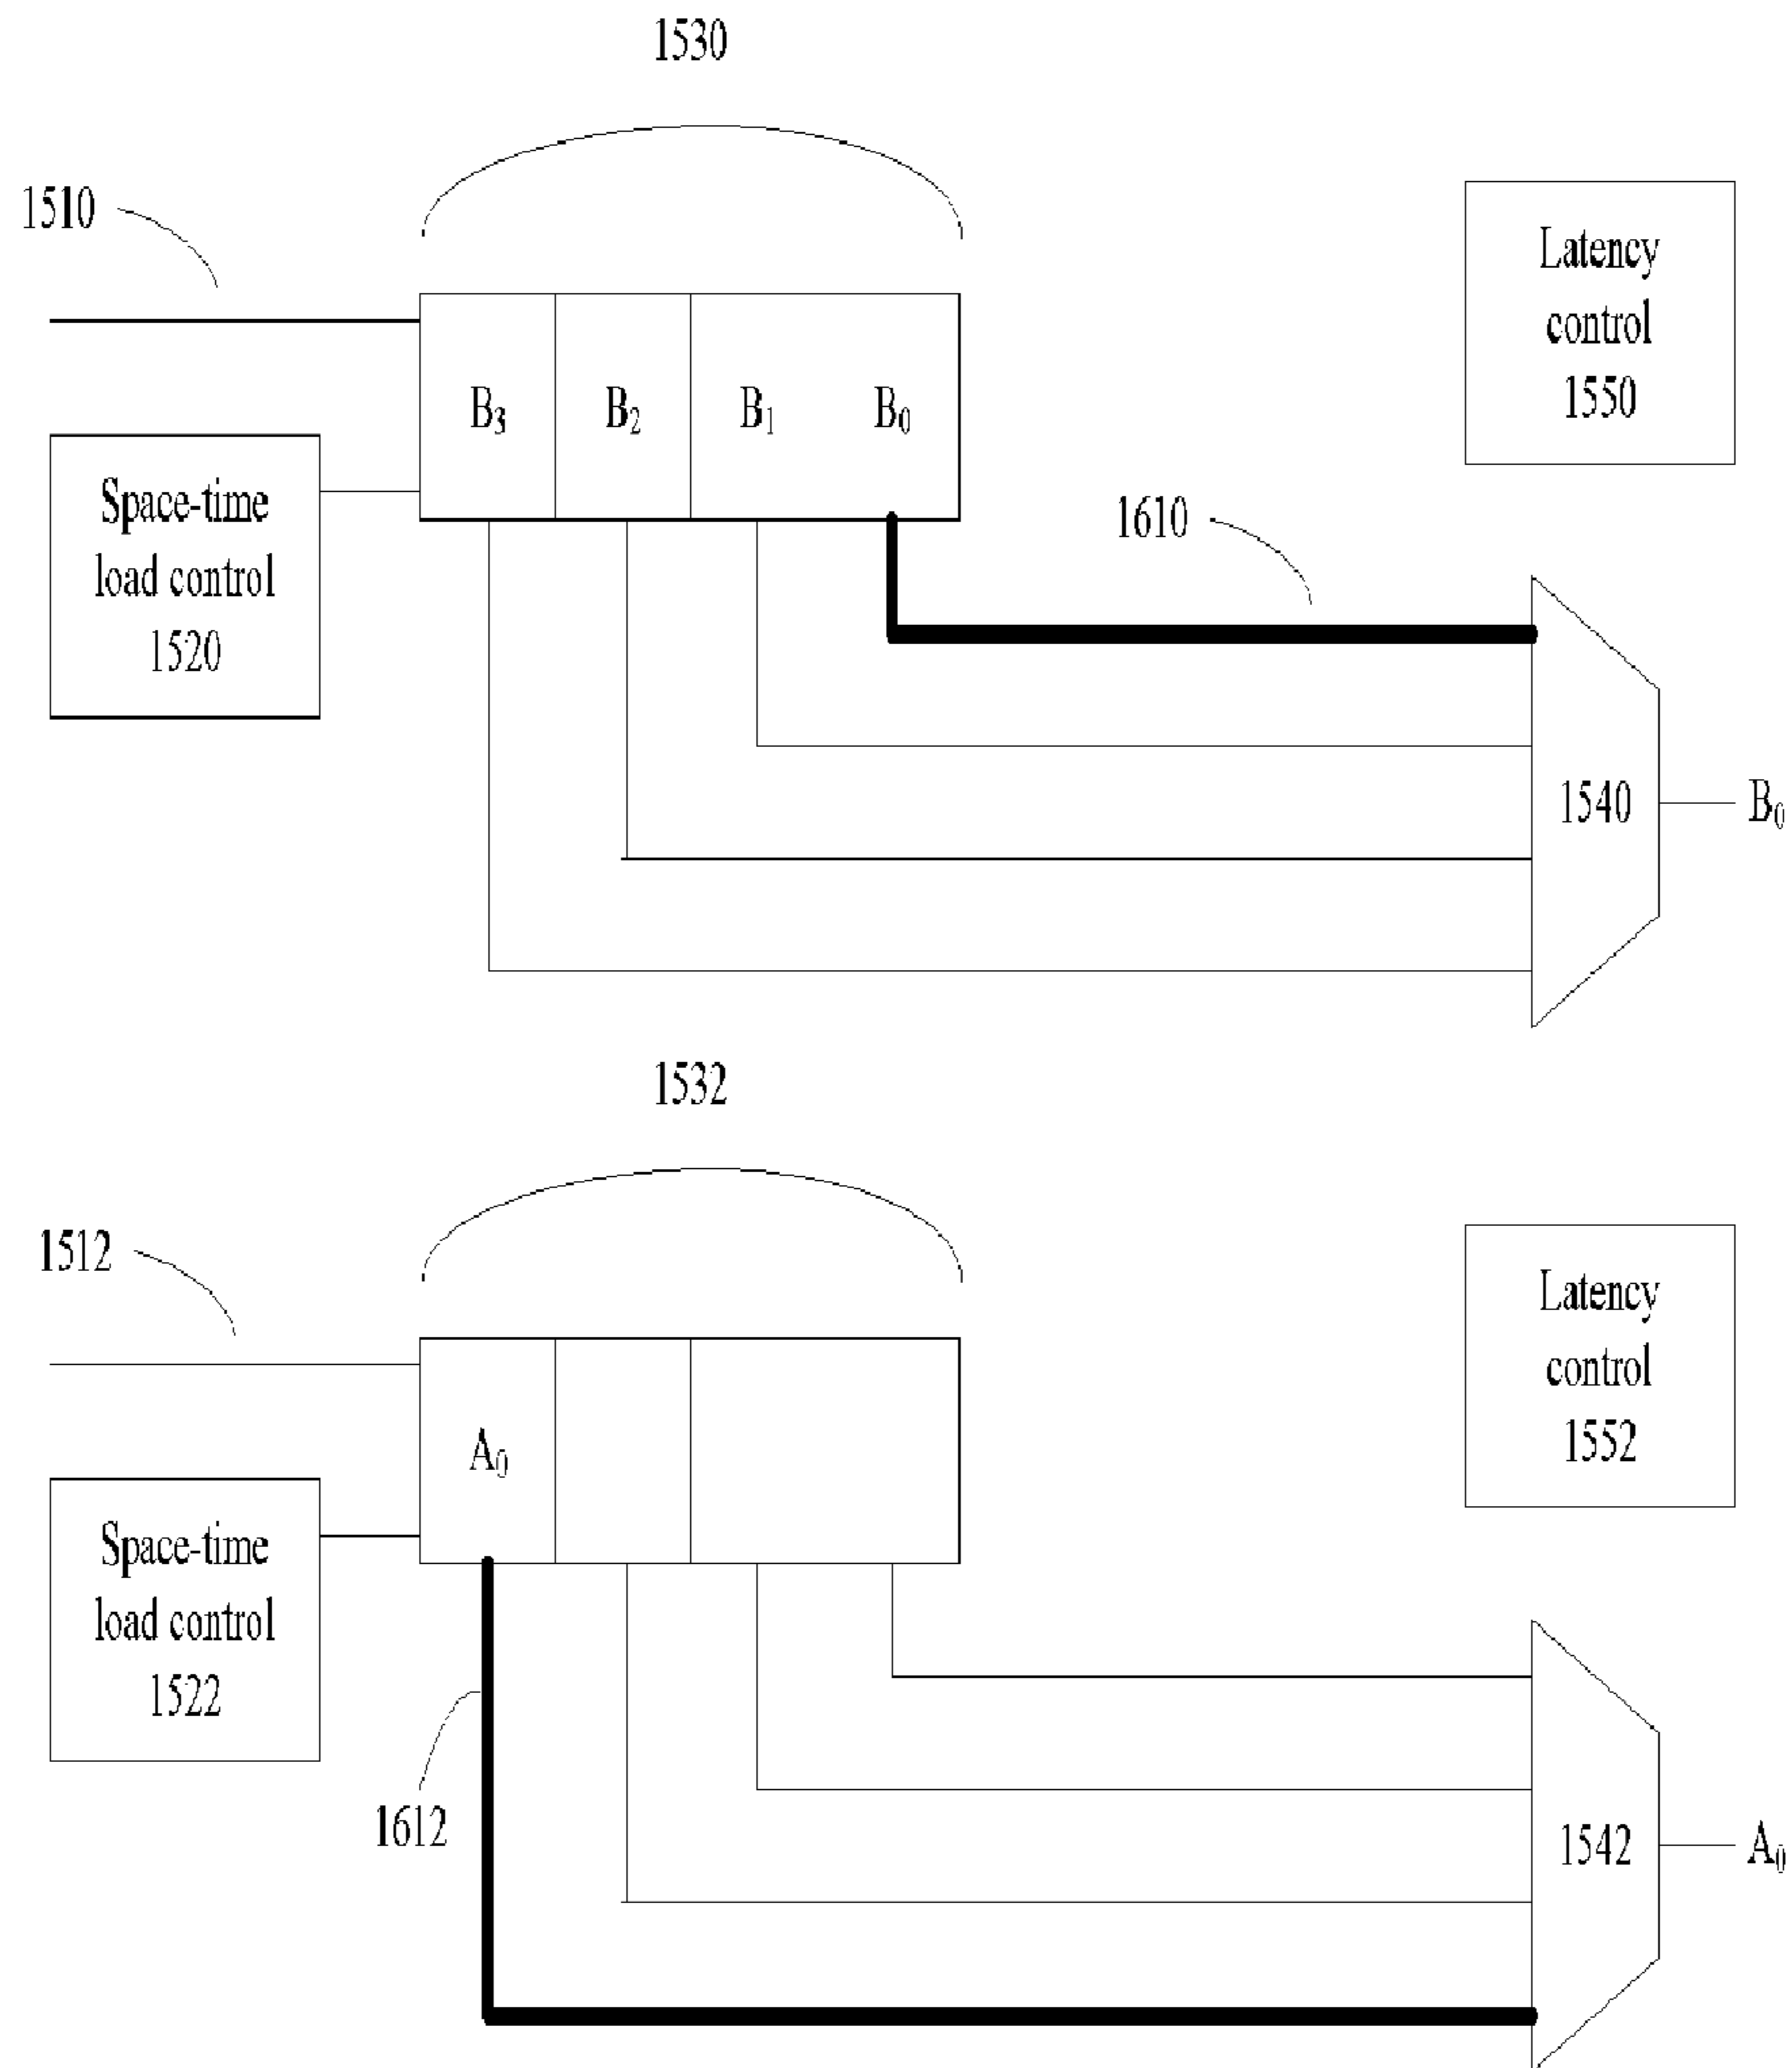 1530
1510
Latency
control
1550
B₃ B₂ B₁ B₀
Space-time
load control
1520
1610
1540
B₀
1532
1512
Latency
control
1552
A₀
Space-time
load control
1522
1612
1542
A₀